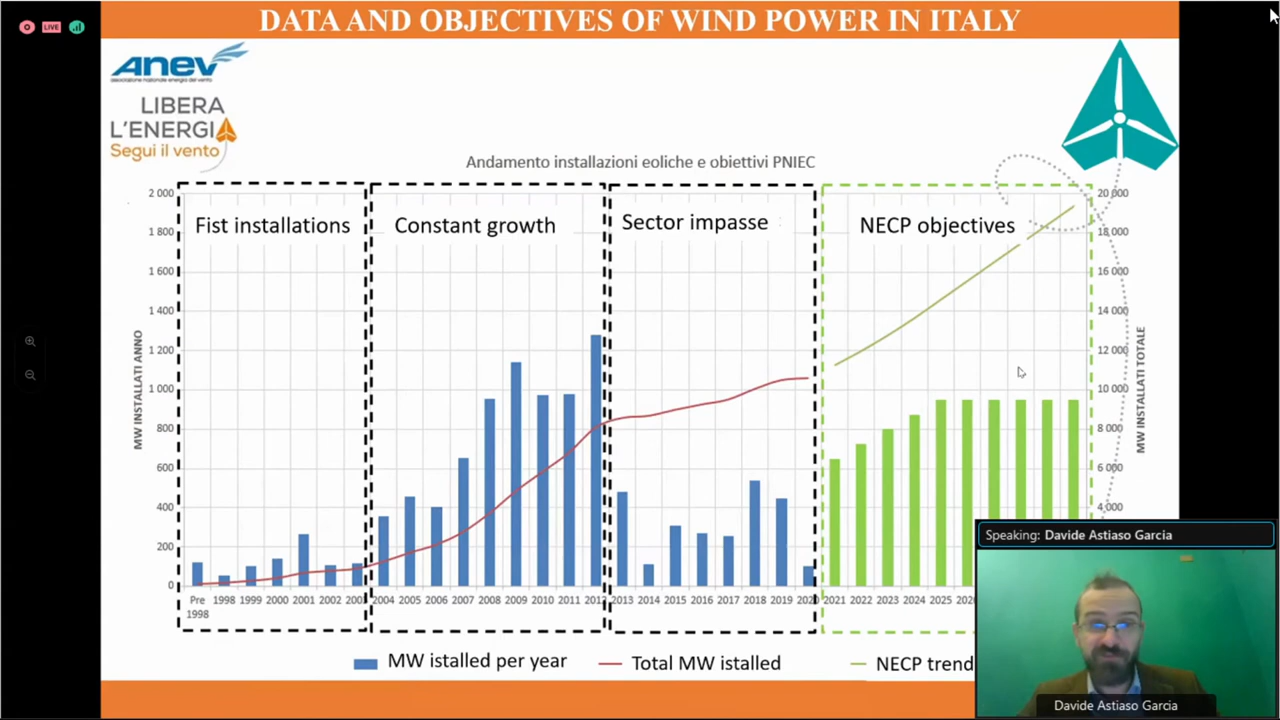 DATA AND OBJECTIVES OF WIND POWER IN ITALY
LIVE
Anev
associazione nazionale energia del vento
LIBERA
L'ENERGI
Segui il vento
Andamento installazioni eoliche e obiettivi PNIEC
Fist installations
Constant growth
Sector impasse
NECP objectives
MW INSTALLATI ANNO
2 000
1 800
1 600
1 400
1 200
1 000
800
600
400
200
0
20 000
18 000
16 000
14 000
12 000
10 000
8 000
6 000
4 000
MW INSTALLATI TOTALE
Pre 1998 1999 2000 2001 2002 2003 2004 2005 2006 2007 2008 2009 2010 2011 2012 2013 2014 2015 2016 2017 2018 2019 2020 2021 2022 2023 2024 2025
1998
MW istalled per year
Total MW istalled
NECP trend
Speaking: Davide Astiaso Garcia
Davide Astiaso Garcia